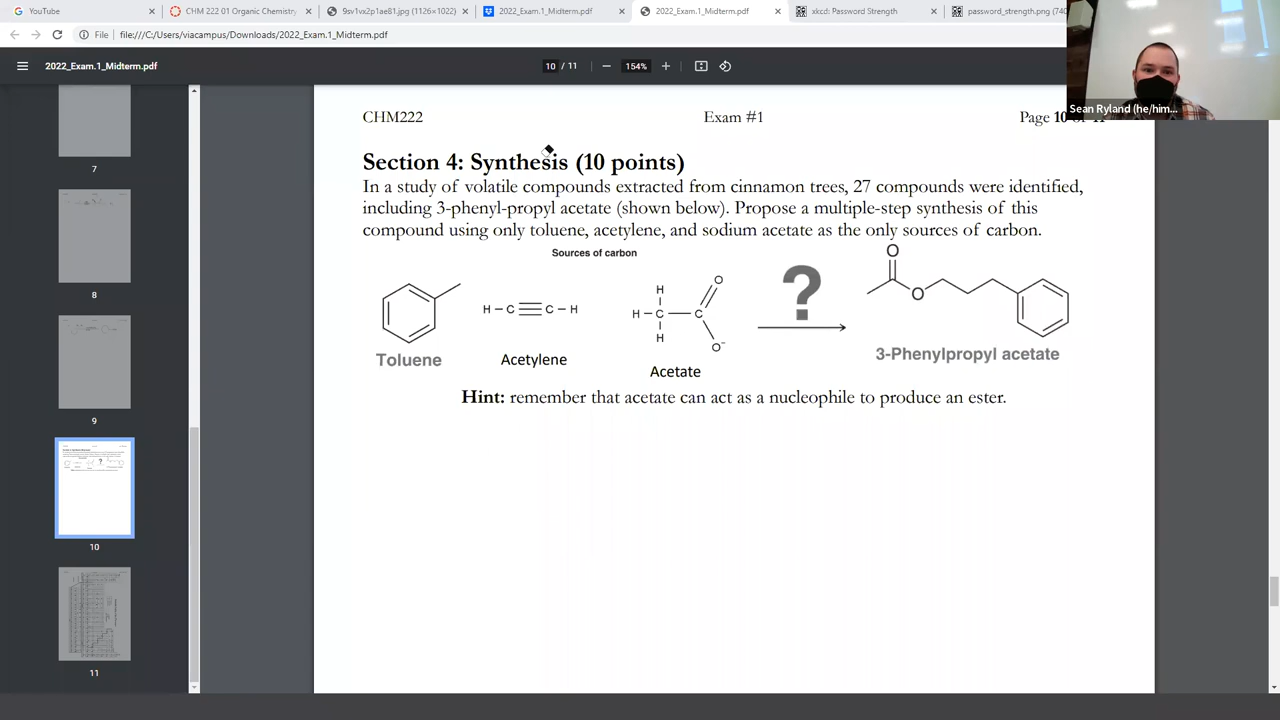 YouTube
CHM 222 01 Organic Chemistry
9sv1vx2p1ae81.jpg (1126×1022)
2022_Exam.1_Midterm.pdf
2022_Exam.1_Midterm.pdf
xkcd: Password Strength
password_strength.png (740
File
file:///C:/Users/viacampus/Downloads/2022_Exam.1_Midterm.pdf
2022_Exam.1_Midterm.pdf
10 / 11
154%
Sean Ryland (he/him...
7
8
9
10
11
CHM222
Exam #1
Page 10 of 11
Section 4: Synthesis (10 points)
In a study of volatile compounds extracted from cinnamon trees, 27 compounds were identified,
including 3-phenyl-propyl acetate (shown below). Propose a multiple-step synthesis of this
compound using only toluene, acetylene, and sodium acetate as the only sources of carbon.
Sources of carbon
H–C≡C–H
H
H–C–C
H
O
O⁻
?
O
O
Toluene
Acetylene
Acetate
3-Phenylpropyl acetate
Hint: remember that acetate can act as a nucleophile to produce an ester.